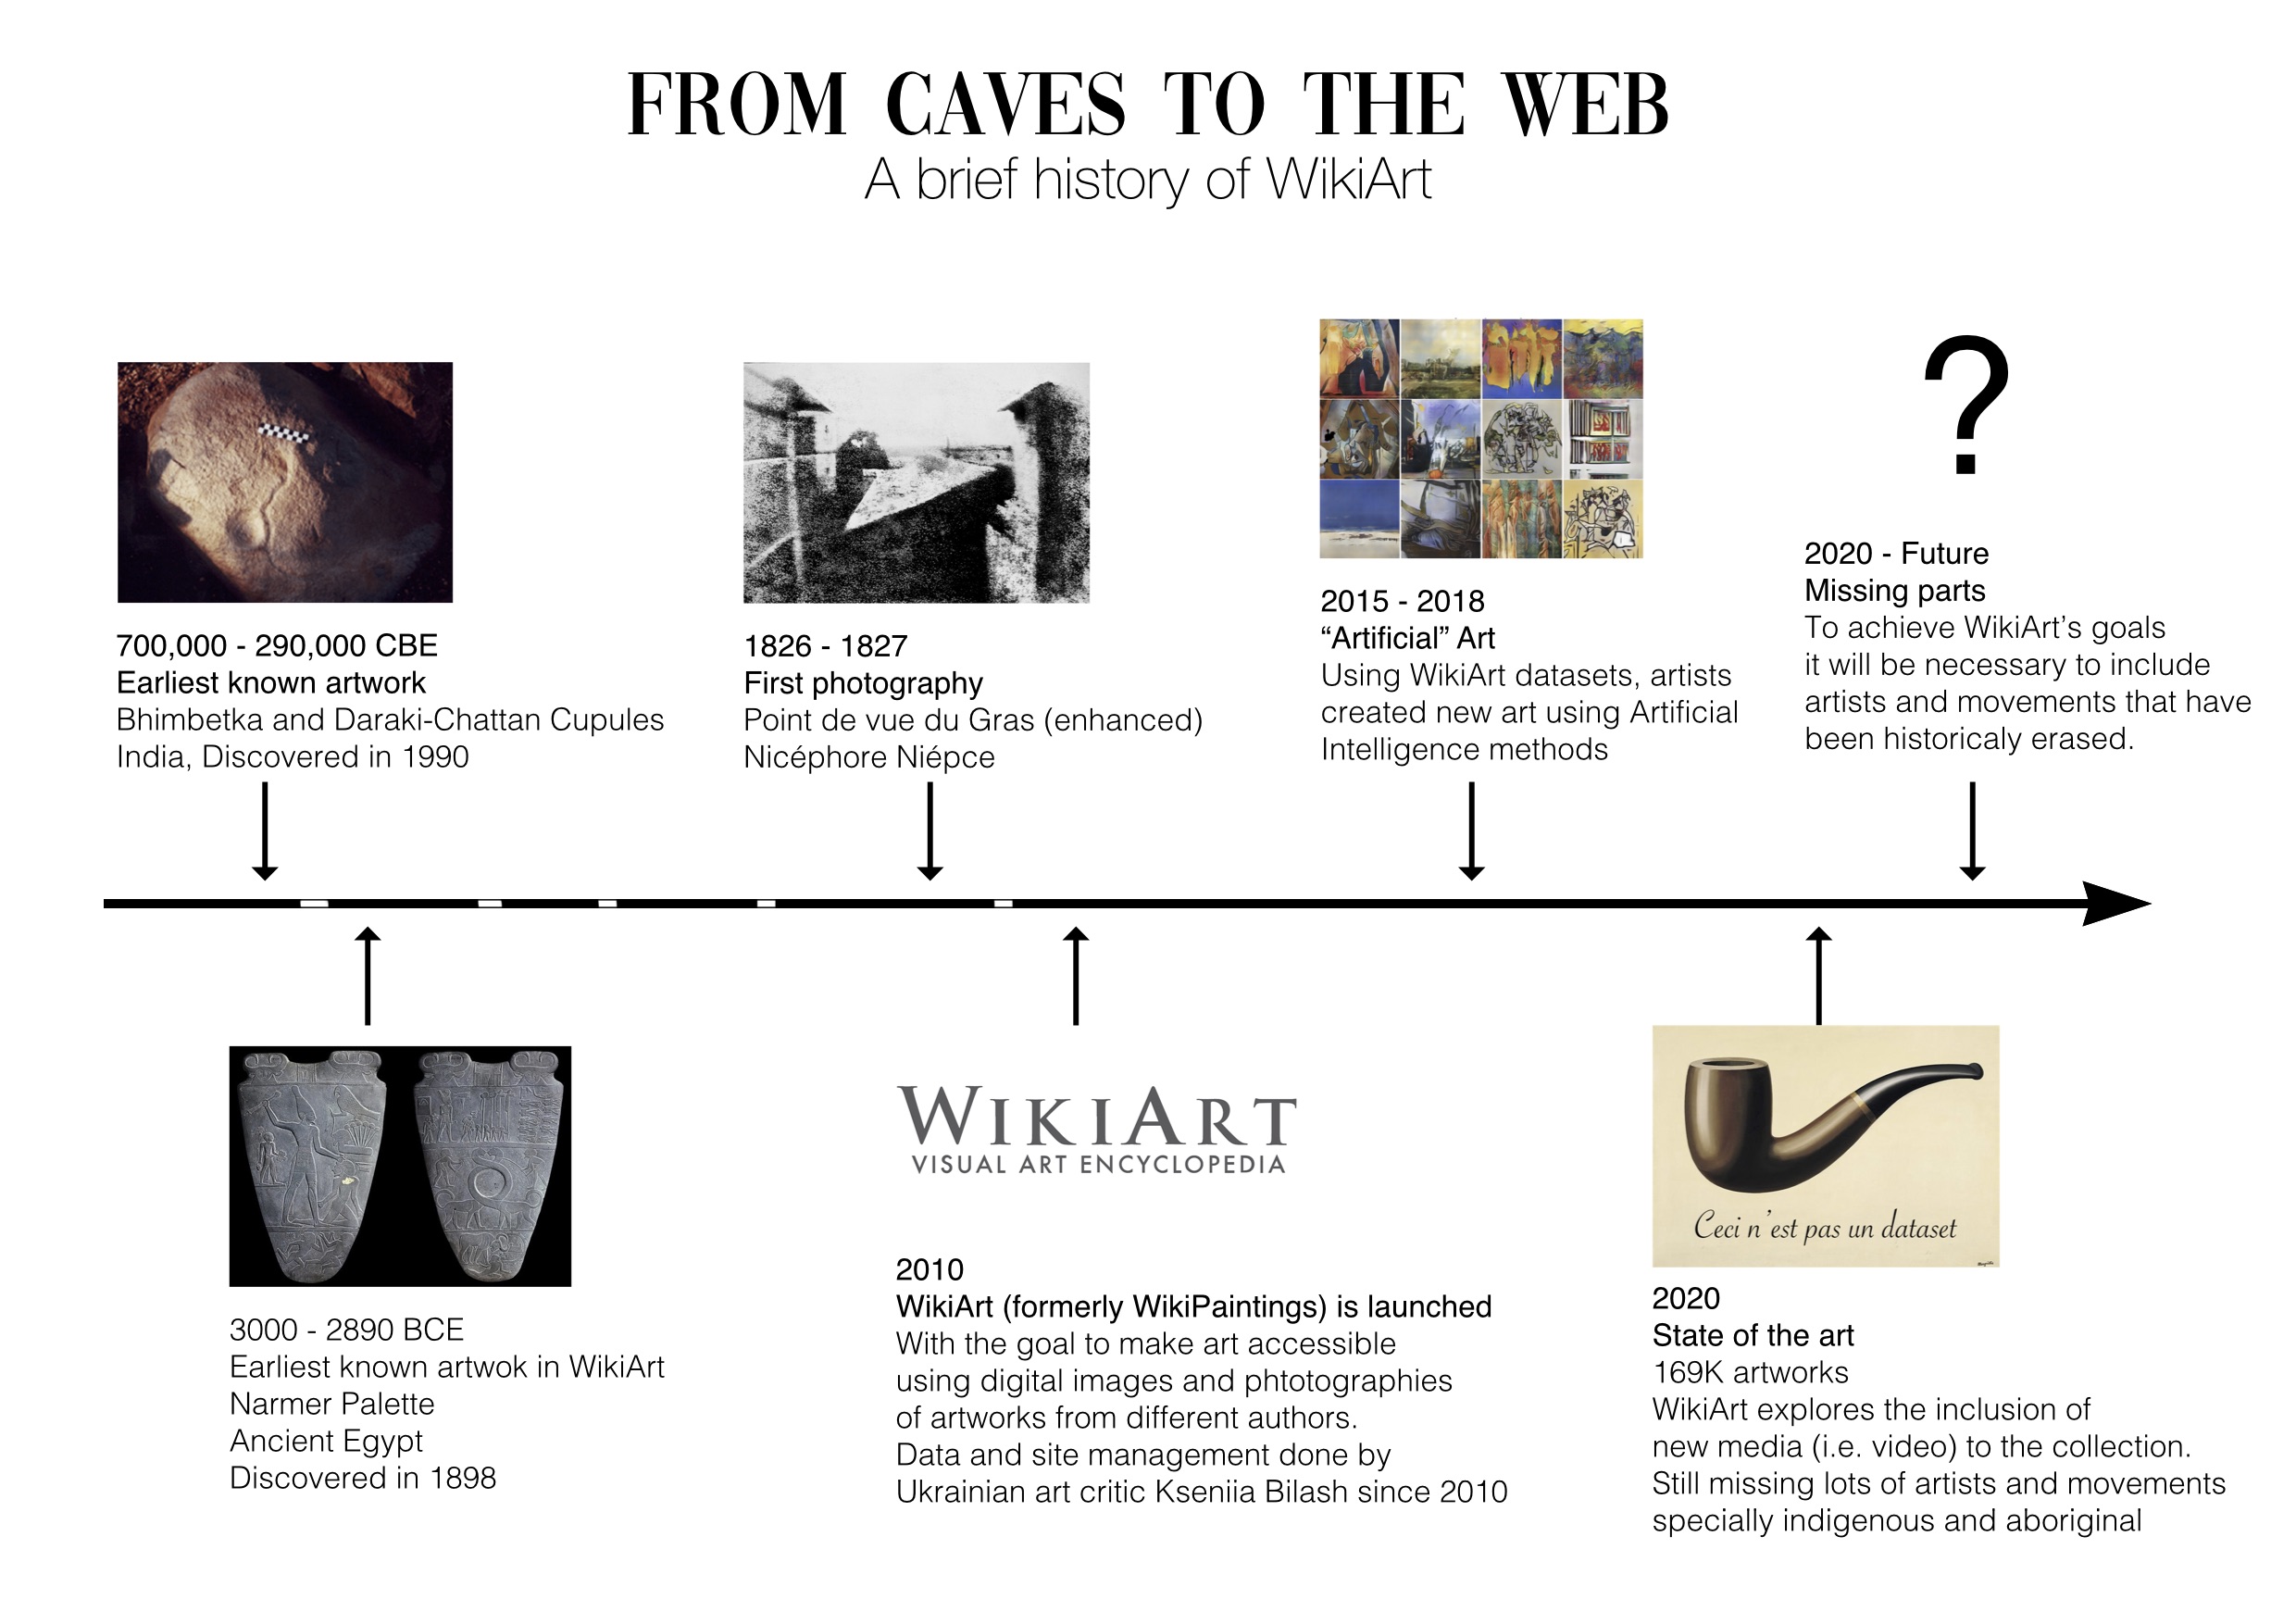 FROM CAVES TO THE WEB
A brief history of WikiArt
700,000 - 290,000 CBE
Earliest known artwork
Bhimbetka and Daraki-Chattan Cupules
India, Discovered in 1990
1826 - 1827
First photography
Point de vue du Gras (enhanced)
Nicéphore Niépce
2015 - 2018
“Artificial” Art
Using WikiArt datasets, artists
created new art using Artificial
Intelligence methods
?
2020 - Future
Missing parts
To achieve WikiArt’s goals
it will be necessary to include
artists and movements that have
been historicaly erased.
3000 - 2890 BCE
Earliest known artwok in WikiArt
Narmer Palette
Ancient Egypt
Discovered in 1898
WIKIART
VISUAL ART ENCYCLOPEDIA
2010
WikiArt (formerly WikiPaintings) is launched
With the goal to make art accessible
using digital images and phtotographies
of artworks from different authors.
Data and site management done by
Ukrainian art critic Kseniia Bilash since 2010
Ceci n’est pas un dataset
2020
State of the art
169K artworks
WikiArt explores the inclusion of
new media (i.e. video) to the collection.
Still missing lots of artists and movements
specially indigenous and aboriginal